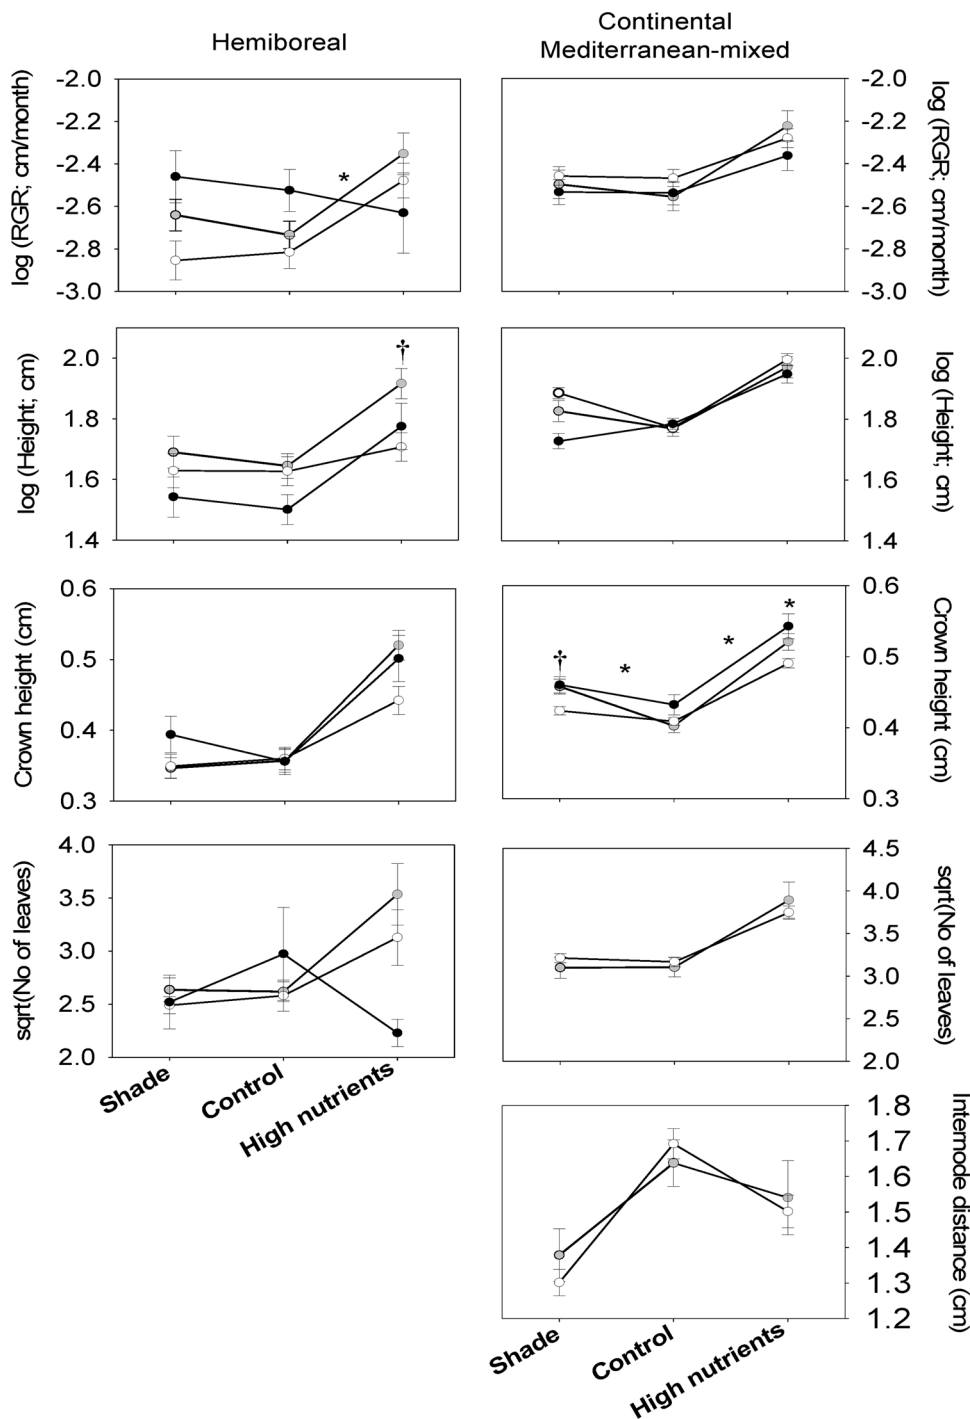 Hemiboreal
Continental
Mediterranean-mixed
log (RGR; cm/month)
-2.0
-2.2
-2.4
-2.6
-2.8
-3.0
*
-2.0
-2.2
-2.4
-2.6
-2.8
-3.0
log (RGR; cm/month)
log (Height; cm)
2.0
1.8
1.6
1.4
†
2.0
1.8
1.6
1.4
log (Height; cm)
Crown height (cm)
0.6
0.5
0.4
0.3
† * * *
0.6
0.5
0.4
0.3
Crown height (cm)
sqrt(No of leaves)
4.0
3.5
3.0
2.5
2.0
Shade
Control
High nutrients
4.5
4.0
3.5
3.0
2.5
2.0
sqrt(No of
leaves)
1.8
1.7
1.6
1.5
1.4
1.3
1.2
Internode
distance (cm)
Shade
Control
High nutrients